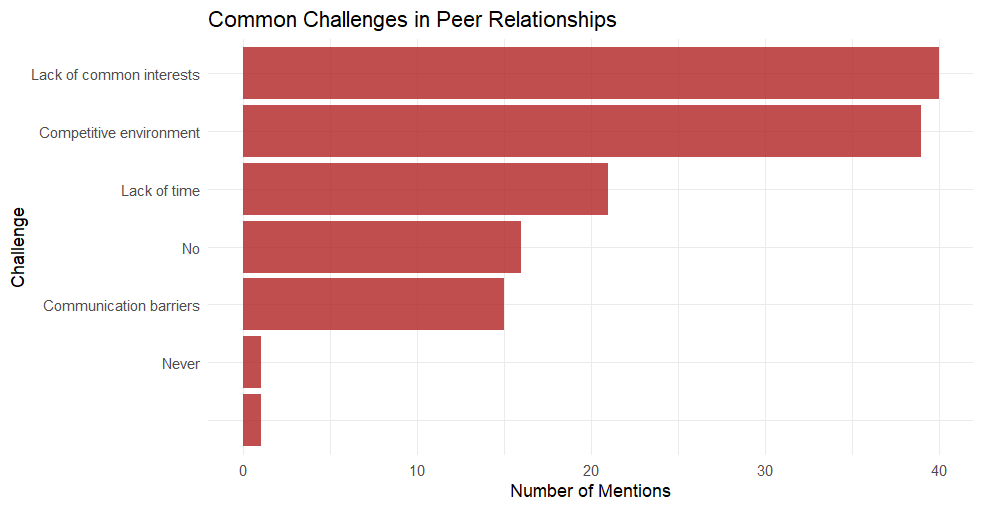 Common Challenges in Peer Relationships
Challenge
Lack of common interests
Competitive environment
Lack of time
No
Communication barriers
Never
0 10 20 30 40
Number of Mentions